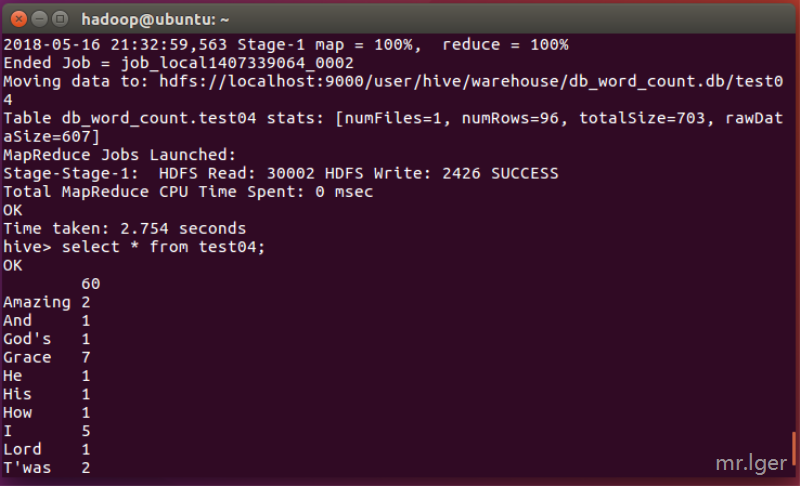 hadoop@ubuntu: ~
2018-05-16 21:32:59,563 Stage-1 map = 100%,  reduce = 100%
Ended Job = job_local1407339064_0002
Moving data to: hdfs://localhost:9000/user/hive/warehouse/db_word_count.db/test0
4
Table db_word_count.test04 stats: [numFiles=1, numRows=96, totalSize=703, rawDat
aSize=607]
MapReduce Jobs Launched:
Stage-Stage-1:  HDFS Read: 30002 HDFS Write: 2426 SUCCESS
Total MapReduce CPU Time Spent: 0 msec
OK
Time taken: 2.754 seconds
hive> select * from test04;
OK
60
Amazing 2
And 1
God's 1
Grace 7
He 1
His 1
How 1
I 5
Lord 1
T'was 2
mr.lger